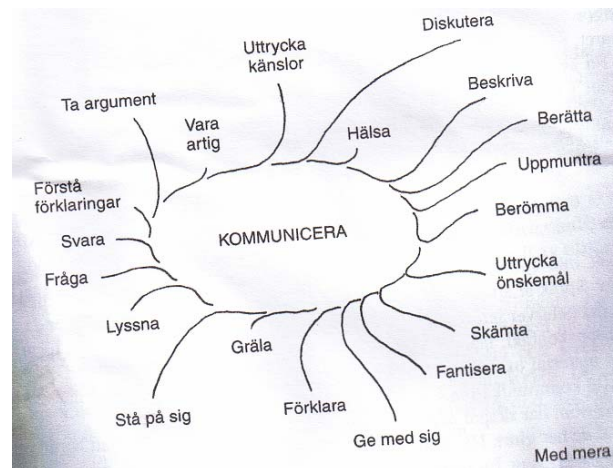 Diskutera
Uttrycka
känslor
Beskriva
Ta argument
Vara
artig
Hälsa
Berätta
Uppmuntra
Förstå
förklaringar
Berömma
Svara
KOMMUNICERA
Fråga
Uttrycka
önskemål
Lyssna
Skämta
Gräla
Fantisera
Stå på sig
Förklara
Ge med sig
Med mera